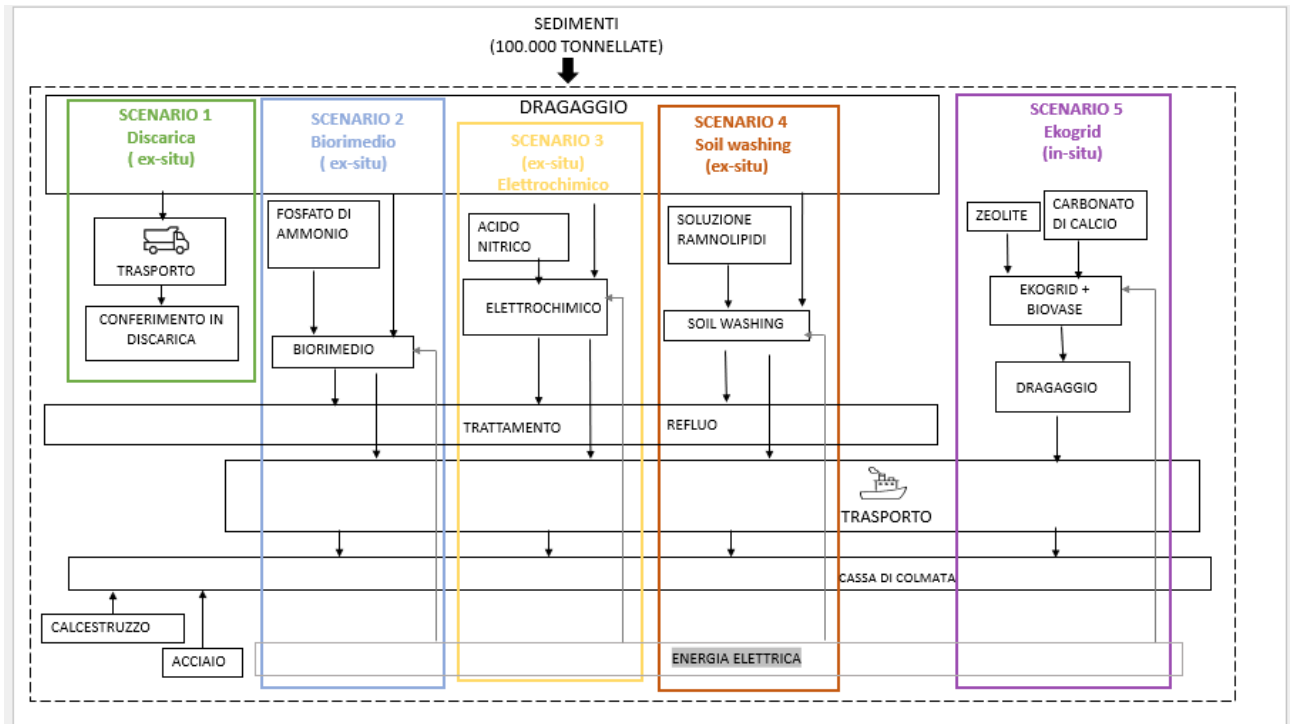 SEDIMENTI
(100.000 TONNELLATE)
DRAGAGGIO
SCENARIO 1
Discarica
( ex-situ)
TRASPORTO
CONFERIMENTO IN
DISCARICA
SCENARIO 2
Biorimedio
( ex-situ)
FOSFATO DI
AMMONIO
BIORIMEDIO
SCENARIO 3
(ex-situ)
Elettrochimico
ACIDO
NITRICO
ELETTROCHIMICO
SCENARIO 4
Soil washing
(ex-situ)
SOLUZIONE
RAMNOLIPIDI
SOIL WASHING
SCENARIO 5
Ekogrid
(in-situ)
ZEOLITE
CARBONATO
DI CALCIO
EKOGRID +
BIOVASE
DRAGAGGIO
TRATTAMENTO REFLUO
TRASPORTO
CASSA DI COLMATA
CALCESTRUZZO
ACCIAIO
ENERGIA ELETTRICA